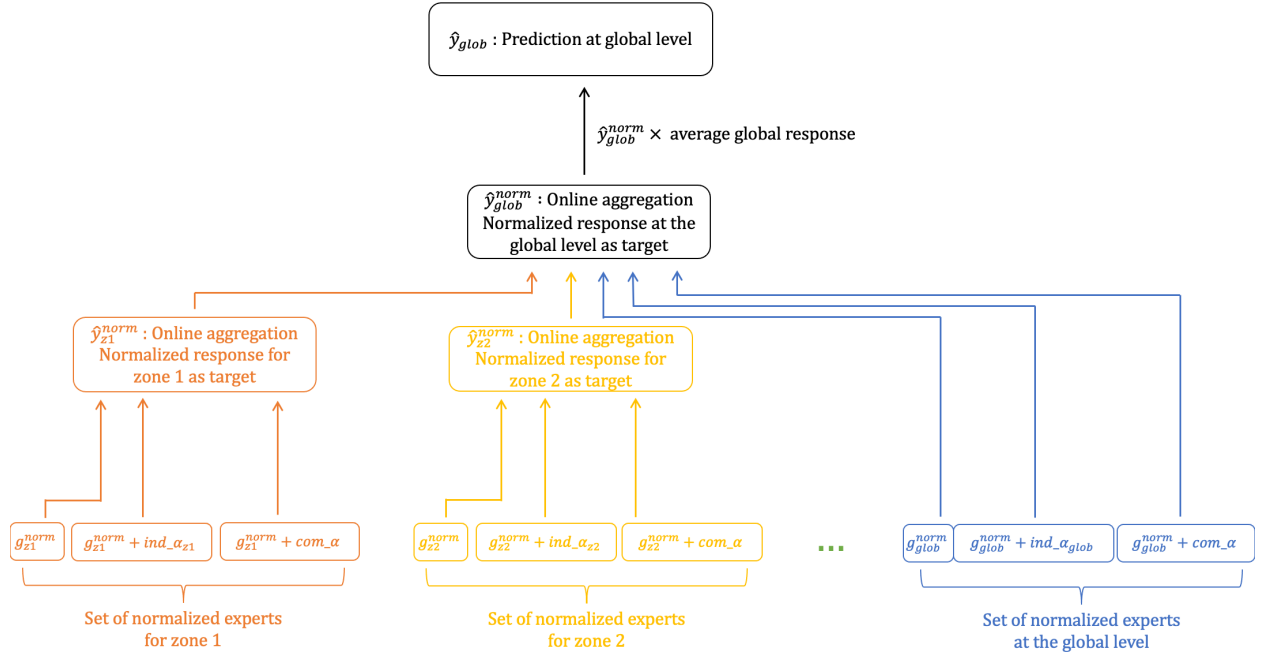 ŷ_glob : Prediction at global level
ŷ_glob^norm × average global response
ŷ_glob^norm : Online aggregation
Normalized response at the
global level as target
ŷ_z1^norm : Online aggregation
Normalized response for
zone 1 as target
ŷ_z2^norm : Online aggregation
Normalized response for
zone 2 as target
g_z1^norm
g_z1^norm + ind_α_z1
g_z1^norm + com_α
g_z2^norm
g_z2^norm + ind_α_z2
g_z2^norm + com_α
...
g_glob^norm
g_glob^norm + ind_α_glob
g_glob^norm + com_α
Set of normalized experts
for zone 1
Set of normalized experts
for zone 2
Set of normalized experts
at the global level